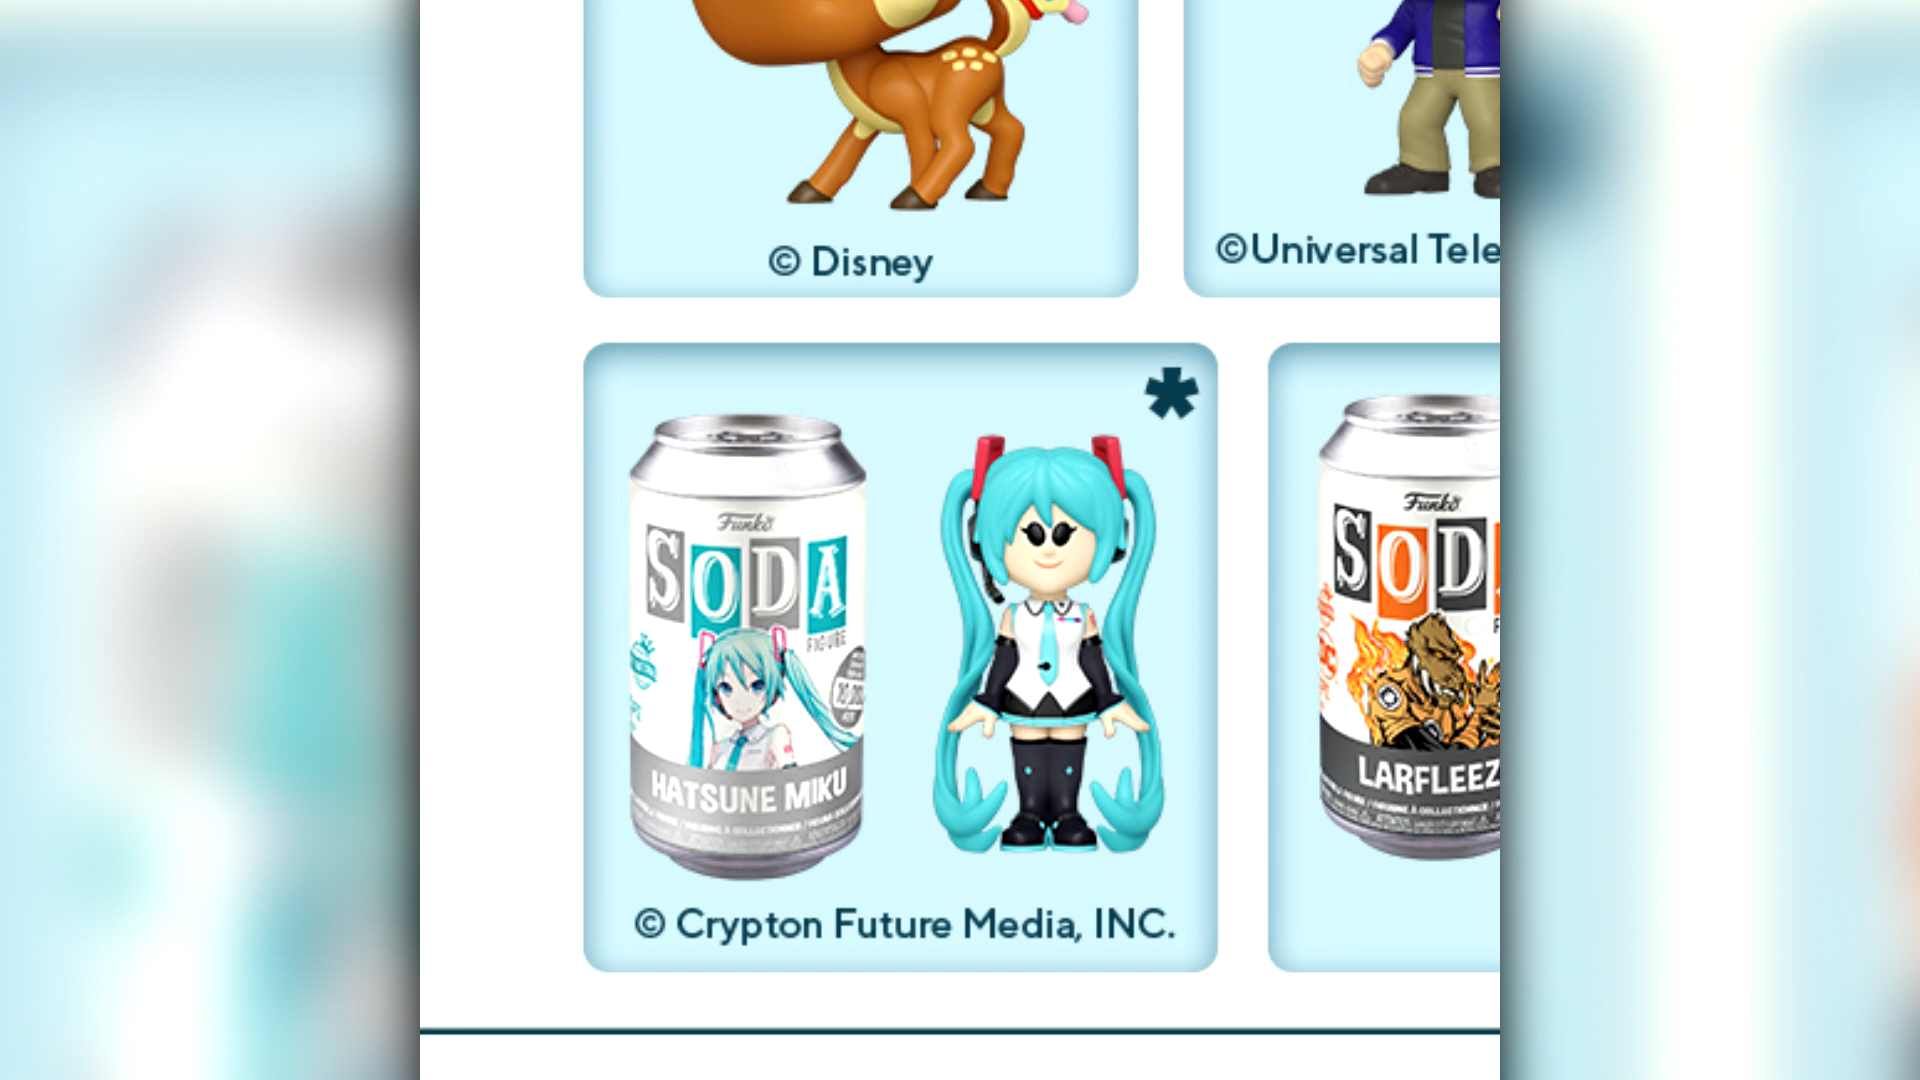 © Disney
©Universal Tele
*
Funko
SODA
FIGURE
HATSUNE MIKU
© Crypton Future Media, INC.
Funko
SOD
LARFLEEZ